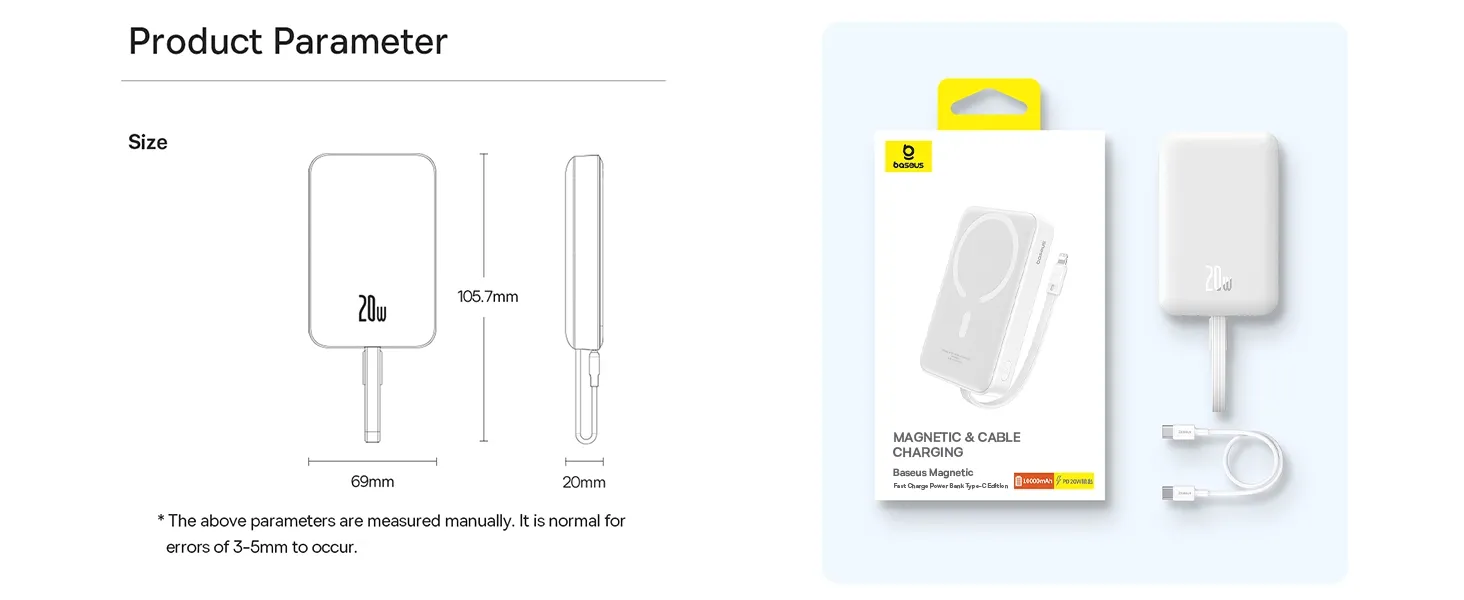 Product Parameter
Size
20W
105.7mm
69mm
20mm
* The above parameters are measured manually. It is normal for
errors of 3-5mm to occur.
baseus
baseus
MAGNETIC & CABLE
CHARGING
Baseus Magnetic
Fast Charge Power Bank Type-C Edition
10000mAh
PD 20W
20W
baseus
baseus